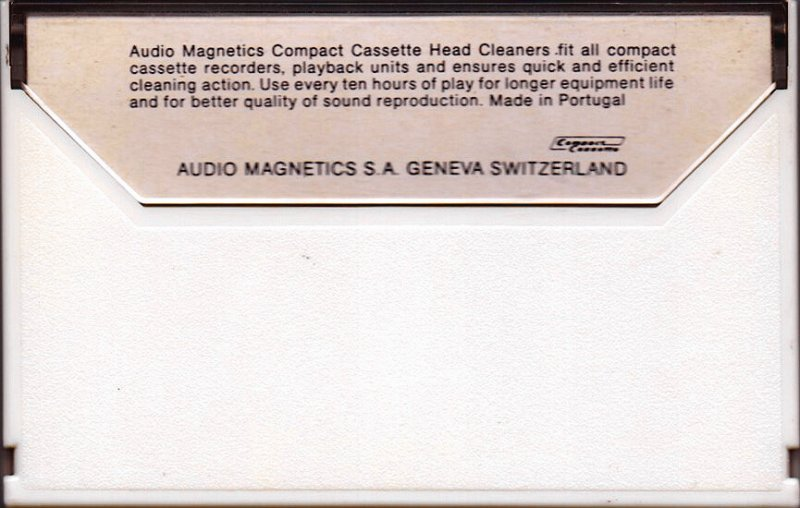 Audio Magnetics Compact Cassette Head Cleaners .fit all compact
cassette recorders, playback units and ensures quick and efficient
cleaning action. Use every ten hours of play for longer equipment life
and for better quality of sound reproduction. Made in Portugal
Compact
Cassette
AUDIO MAGNETICS S.A. GENEVA SWITZERLAND